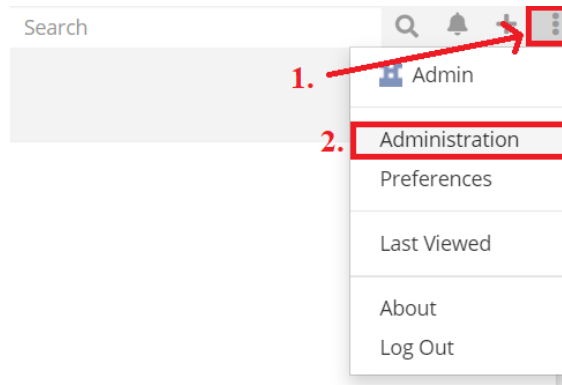 Search
1.
Admin
2.
Administration
Preferences
Last Viewed
About
Log Out